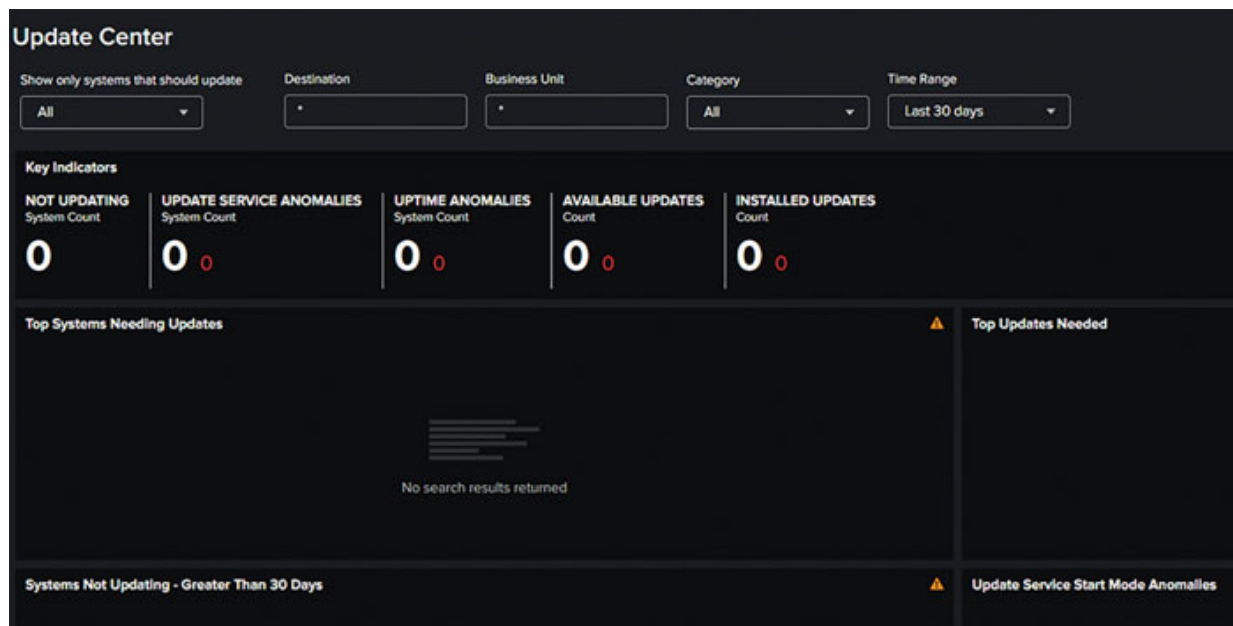 Update Center
Show only systems that should update Destination Business Unit Category Time Range
All * * All Last 30 days
Key Indicators
NOT UPDATING UPDATE SERVICE ANOMALIES UPTIME ANOMALIES AVAILABLE UPDATES INSTALLED UPDATES
System Count System Count System Count Count Count
0 0 0 0 0 0 0 0 0
Top Systems Needing Updates Top Updates Needed
No search results returned
Systems Not Updating - Greater Than 30 Days Update Service Start Mode Anomalies